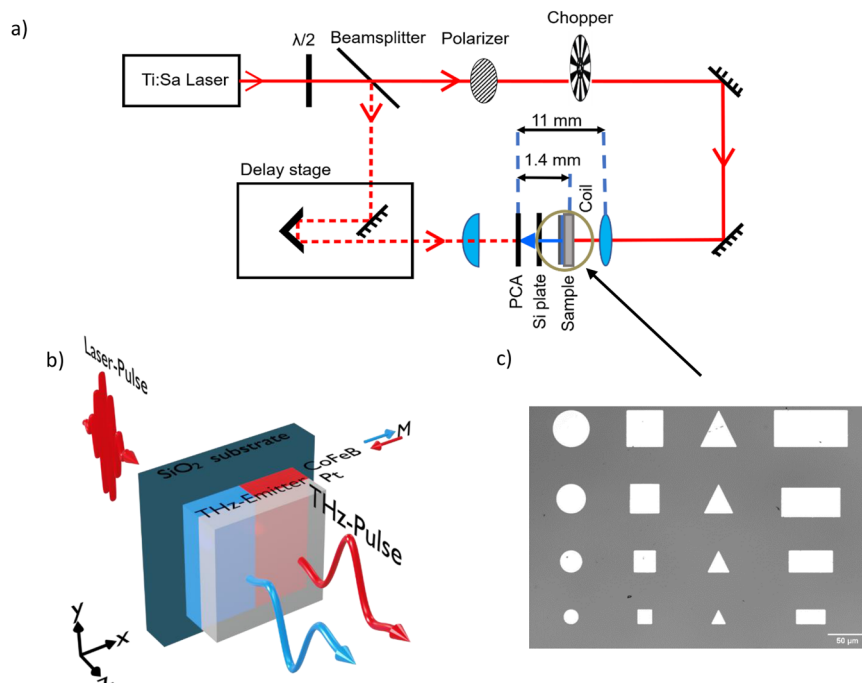 a)
λ/2
Beamsplitter
Polarizer
Chopper
Ti:Sa Laser
11 mm
1.4 mm
Delay stage
Coil
PCA
Si plate
Sample
b)
Laser-Pulse
SiO₂ substrate
CoFeB
M
Pt
THz-Emitter
THz-Pulse
y
x
z
c)
50 µm